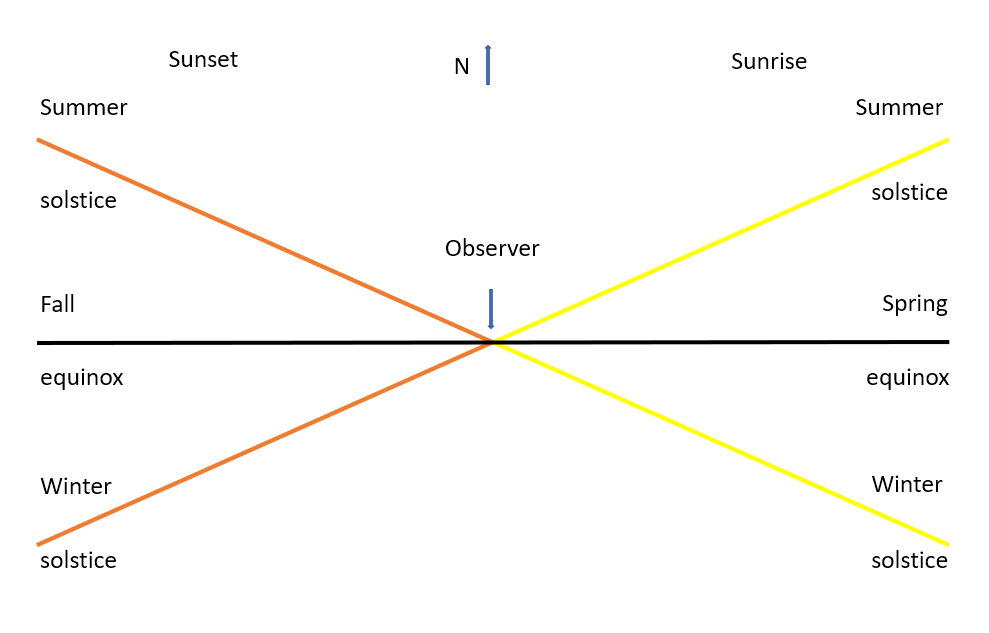 Sunset
N
Sunrise
Summer
Summer
solstice
solstice
Observer
Fall
Spring
equinox
equinox
Winter
Winter
solstice
solstice